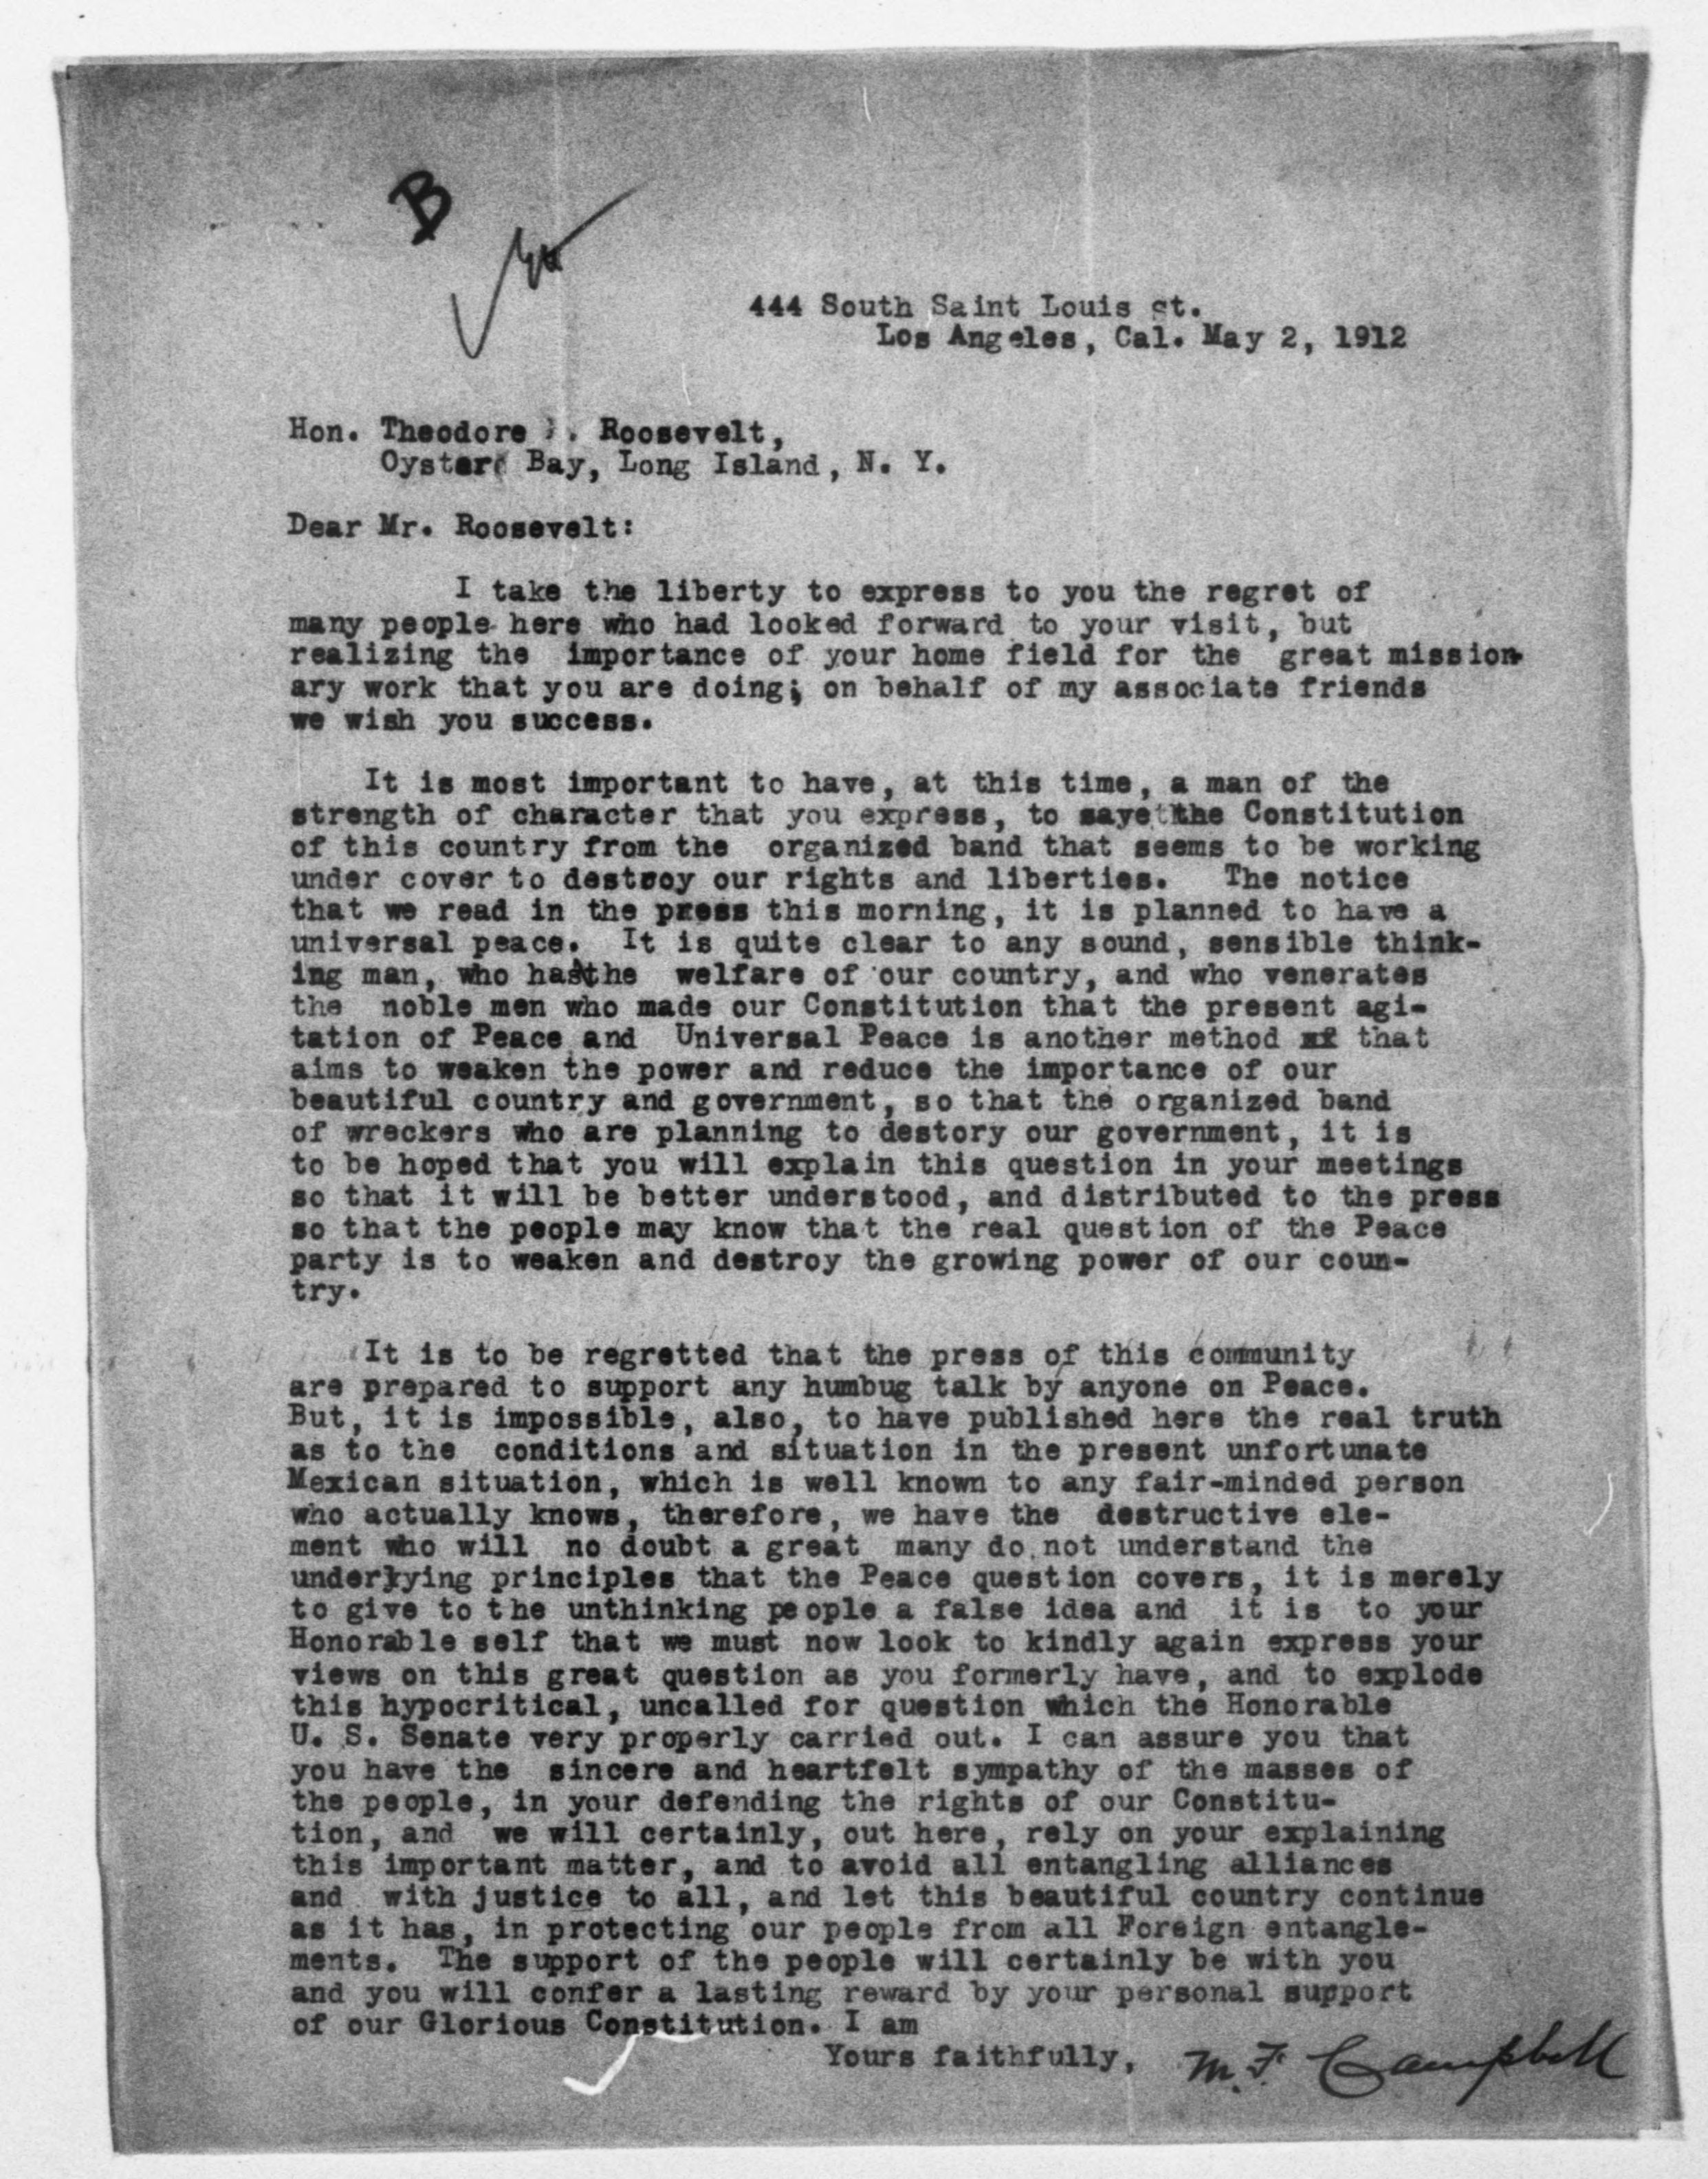 B
444 South Saint Louis st.
Los Angeles, Cal. May 2, 1912
Hon. Theodore . Roosevelt,
Oyster Bay, Long Island, N. Y.
Dear Mr. Roosevelt:
I take the liberty to express to you the regret of
many people here who had looked forward to your visit, but
realizing the importance of your home field for the great mission-
ary work that you are doing; on behalf of my associate friends
we wish you success.
It is most important to have, at this time, a man of the
strength of character that you express, to save the Constitution
of this country from the organized band that seems to be working
under cover to destroy our rights and liberties. The notice
that we read in the press this morning, it is planned to have a
universal peace. It is quite clear to any sound, sensible think-
ing man, who has the welfare of our country, and who venerates
the noble men who made our Constitution that the present agi-
tation of Peace and Universal Peace is another method that
aims to weaken the power and reduce the importance of our
beautiful country and government, so that the organized band
of wreckers who are planning to destory our government, it is
to be hoped that you will explain this question in your meetings
so that it will be better understood, and distributed to the press
so that the people may know that the real question of the Peace
party is to weaken and destroy the growing power of our coun-
try.
It is to be regretted that the press of this community
are prepared to support any humbug talk by anyone on Peace.
But, it is impossible, also, to have published here the real truth
as to the conditions and situation in the present unfortunate
Mexican situation, which is well known to any fair-minded person
who actually knows, therefore, we have the destructive ele-
ment who will no doubt a great many do not understand the
underlying principles that the Peace question covers, it is merely
to give to the unthinking people a false idea and it is to your
Honorable self that we must now look to kindly again express your
views on this great question as you formerly have, and to explode
this hypocritical, uncalled for question which the Honorable
U. S. Senate very properly carried out. I can assure you that
you have the sincere and heartfelt sympathy of the masses of
the people, in your defending the rights of our Constitu-
tion, and we will certainly, out here, rely on your explaining
this important matter, and to avoid all entangling alliances
and with justice to all, and let this beautiful country continue
as it has, in protecting our people from all Foreign entangle-
ments. The support of the people will certainly be with you
and you will confer a lasting reward by your personal support
of our Glorious Constitution. I am
Yours faithfully, M. F. Campbell